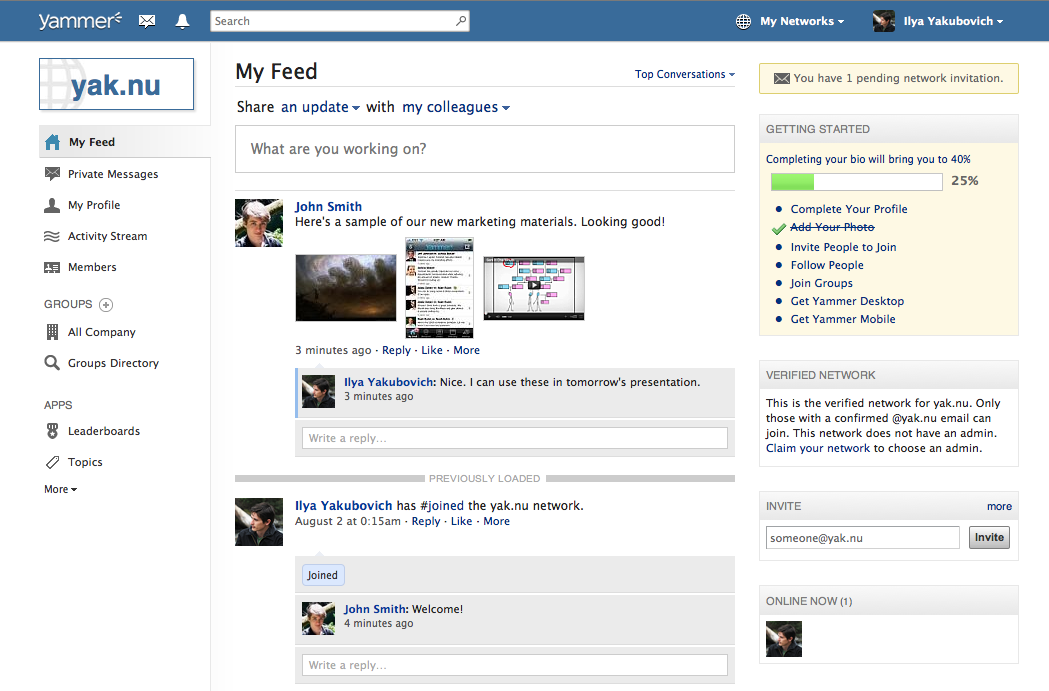 yammer
Search
My Networks
Ilya Yakubovich
yak.nu
My Feed
Private Messages
My Profile
Activity Stream
Members
GROUPS
All Company
Groups Directory
APPS
Leaderboards
Topics
More
My Feed
Top Conversations
Share an update with my colleagues
What are you working on?
John Smith
Here's a sample of our new marketing materials. Looking good!
3 minutes ago · Reply · Like · More
Ilya Yakubovich: Nice. I can use these in tomorrow's presentation.
3 minutes ago
Write a reply...
PREVIOUSLY LOADED
Ilya Yakubovich has #joined the yak.nu network.
August 2 at 0:15am · Reply · Like · More
Joined
John Smith: Welcome!
4 minutes ago
Write a reply...
You have 1 pending network invitation.
GETTING STARTED
Completing your bio will bring you to 40%
25%
Complete Your Profile
Add Your Photo
Invite People to Join
Follow People
Join Groups
Get Yammer Desktop
Get Yammer Mobile
VERIFIED NETWORK
This is the verified network for yak.nu. Only
those with a confirmed @yak.nu email can
join. This network does not have an admin.
Claim your network to choose an admin.
INVITE
more
someone@yak.nu
Invite
ONLINE NOW (1)